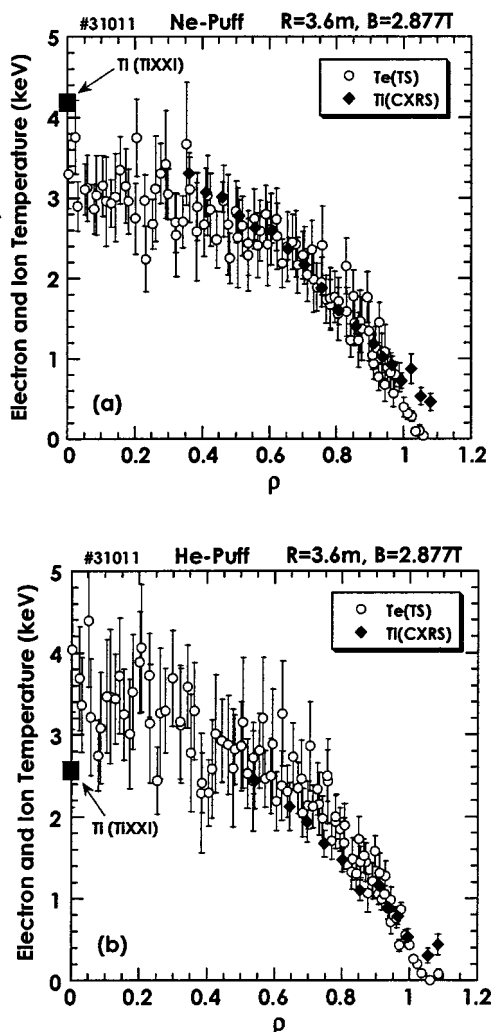 #31011 Ne-Puff R=3.6m, B=2.877T
5
4
3
2
1
0
Electron and Ion Temperature (keV)
Ti (TiXXI)
Te(TS)
Ti(CXRS)
(a)
0 0.2 0.4 0.6 0.8 1 1.2
ρ
#31011 He-Puff R=3.6m, B=2.877T
5
4
3
2
1
0
Electron and Ion Temperature (keV)
Te(TS)
Ti(CXRS)
Ti (TiXXI)
(b)
0 0.2 0.4 0.6 0.8 1 1.2
ρ